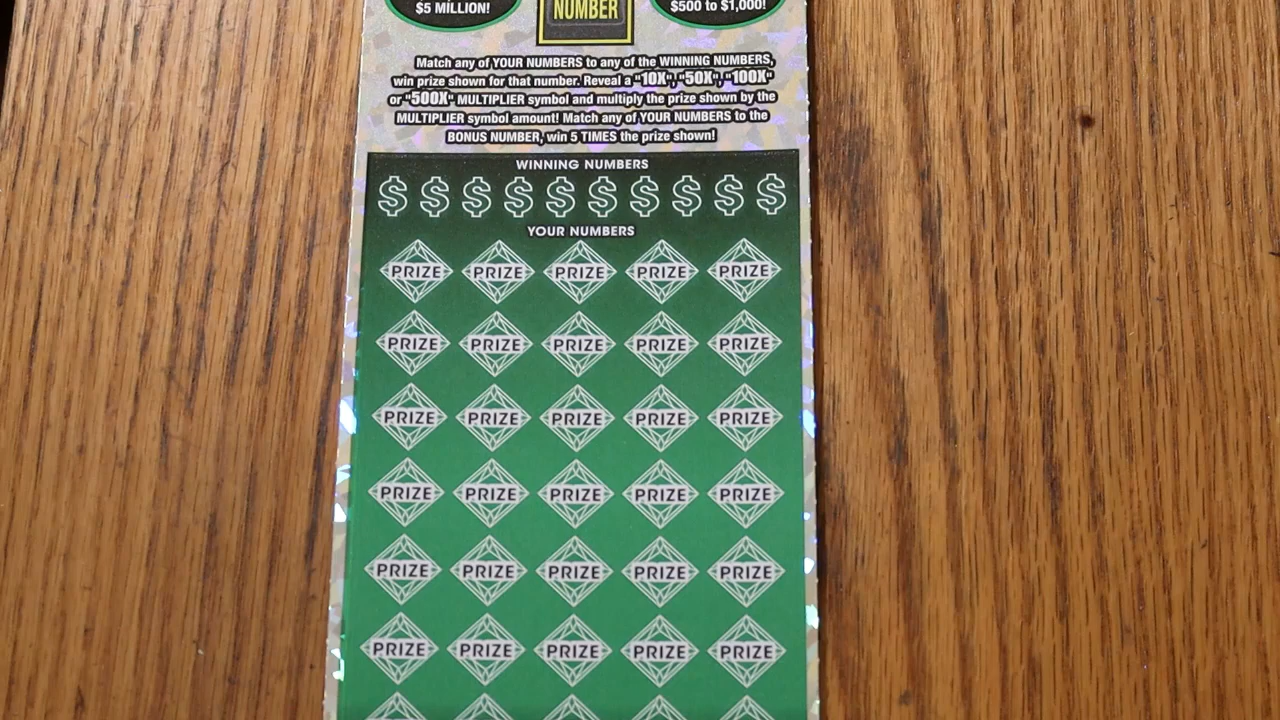 $5 MILLION!
NUMBER
$500 to $1,000!
Match any of YOUR NUMBERS to any of the WINNING NUMBERS,
win prize shown for that number. Reveal a "10X", "50X", "100X"
or "500X" MULTIPLIER symbol and multiply the prize shown by the
MULTIPLIER symbol amount! Match any of YOUR NUMBERS to the
BONUS NUMBER, win 5 TIMES the prize shown!
WINNING NUMBERS
$ $ $ $ $ $ $ $ $ $
YOUR NUMBERS
PRIZE PRIZE PRIZE PRIZE PRIZE
PRIZE PRIZE PRIZE PRIZE PRIZE
PRIZE PRIZE PRIZE PRIZE PRIZE
PRIZE PRIZE PRIZE PRIZE PRIZE
PRIZE PRIZE PRIZE PRIZE PRIZE
PRIZE PRIZE PRIZE PRIZE PRIZE